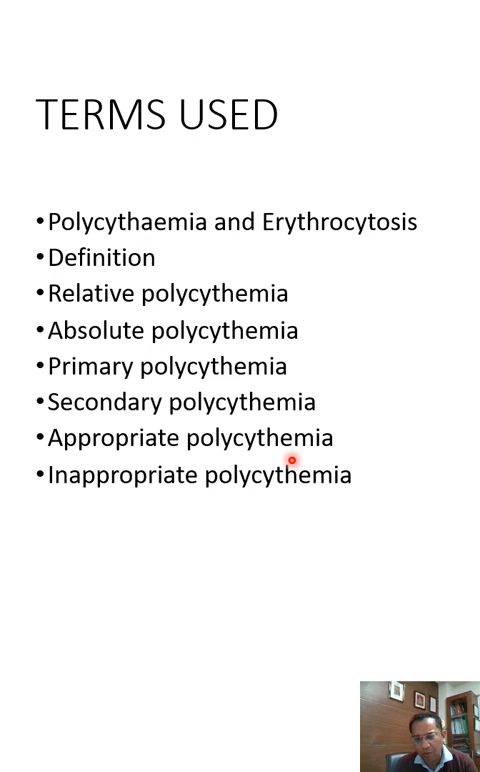 TERMS USED
•Polycythaemia and Erythrocytosis
•Definition
•Relative polycythemia
•Absolute polycythemia
•Primary polycythemia
•Secondary polycythemia
•Appropriate polycythemia
•Inappropriate polycythemia